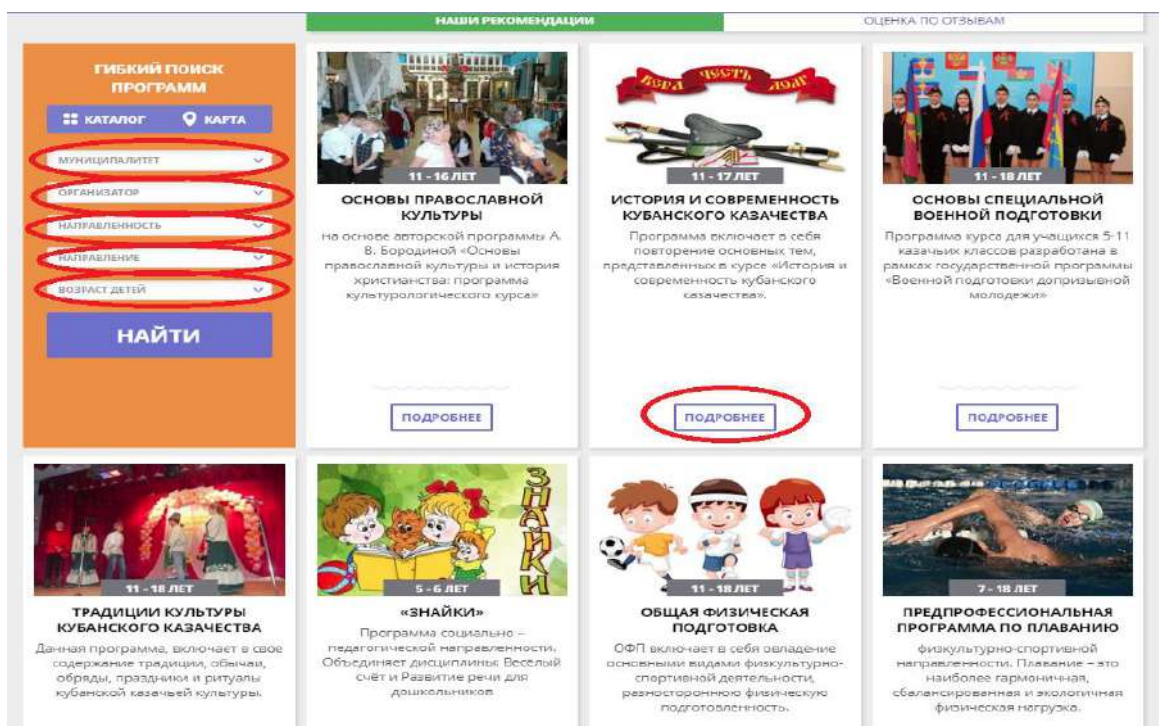 НАШИ РЕКОМЕНДАЦИИ
ОЦЕНКА ПО ОТЗЫВАМ
ГИБКИЙ ПОИСК
ПРОГРАММ
КАТАЛОГ
КАРТА
МУНИЦИПАЛИТЕТ
ОРГАНИЗАТОР
НАПРАВЛЕННОСТЬ
НАПРАВЛЕНИЕ
ВОЗРАСТ ДЕТЕЙ
НАЙТИ
11 - 16 ЛЕТ
ОСНОВЫ ПРАВОСЛАВНОЙ
КУЛЬТУРЫ
на основе авторской программы А.
В. Бородиной «Основы
православной культуры и история
христианства: программа
культурологического курса»
ПОДРОБНЕЕ
ВЕРА ЧЕСТЬ ДОЛГ
11 - 17 ЛЕТ
ИСТОРИЯ И СОВРЕМЕННОСТЬ
КУБАНСКОГО КАЗАЧЕСТВА
Программа включает в себя
повторение основных тем,
представленных в курсе «История и
современность кубанского
казачества».
ПОДРОБНЕЕ
11 - 18 ЛЕТ
ОСНОВЫ СПЕЦИАЛЬНОЙ
ВОЕННОЙ ПОДГОТОВКИ
Программа курса для учащихся 5-11
казачьих классов разработана в
рамках государственной программы
«Военной подготовки допризывной
молодежи»
ПОДРОБНЕЕ
11 - 18 ЛЕТ
ТРАДИЦИИ КУЛЬТУРЫ
КУБАНСКОГО КАЗАЧЕСТВА
Данная программа, включает в свое
содержание традиции, обычаи,
обряды, праздники и ритуалы
кубанской казачьей культуры.
ЗНАЙКИ
5 - 6 ЛЕТ
«ЗНАЙКИ»
Программа социально –
педагогической направленности.
Объединяет дисциплины: Веселый
счёт и Развитие речи для
дошкольников
11 - 18 ЛЕТ
ОБЩАЯ ФИЗИЧЕСКАЯ
ПОДГОТОВКА
ОФП включает в себя овладение
основными видами физкультурно-
спортивной деятельности,
разностороннюю физическую
подготовленность.
7 - 18 ЛЕТ
ПРЕДПРОФЕССИОНАЛЬНАЯ
ПРОГРАММА ПО ПЛАВАНИЮ
физкультурно-спортивной
направленности. Плавание – это
наиболее гармоничная,
сбалансированная и экологичная
физическая нагрузка.